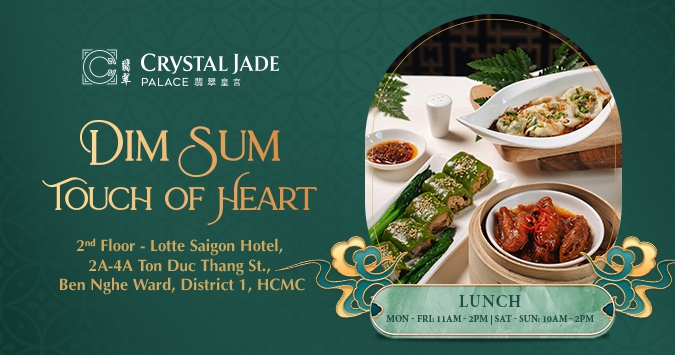 翡翠
CRYSTAL JADE
PALACE 翡翠皇宮
DIM SUM
TOUCH OF HEART
2nd Floor - Lotte Saigon Hotel,
2A-4A Ton Duc Thang St.,
Ben Nghe Ward, District 1, HCMC
LUNCH
MON - FRI: 11AM - 2PM | SAT - SUN: 10AM - 2PM